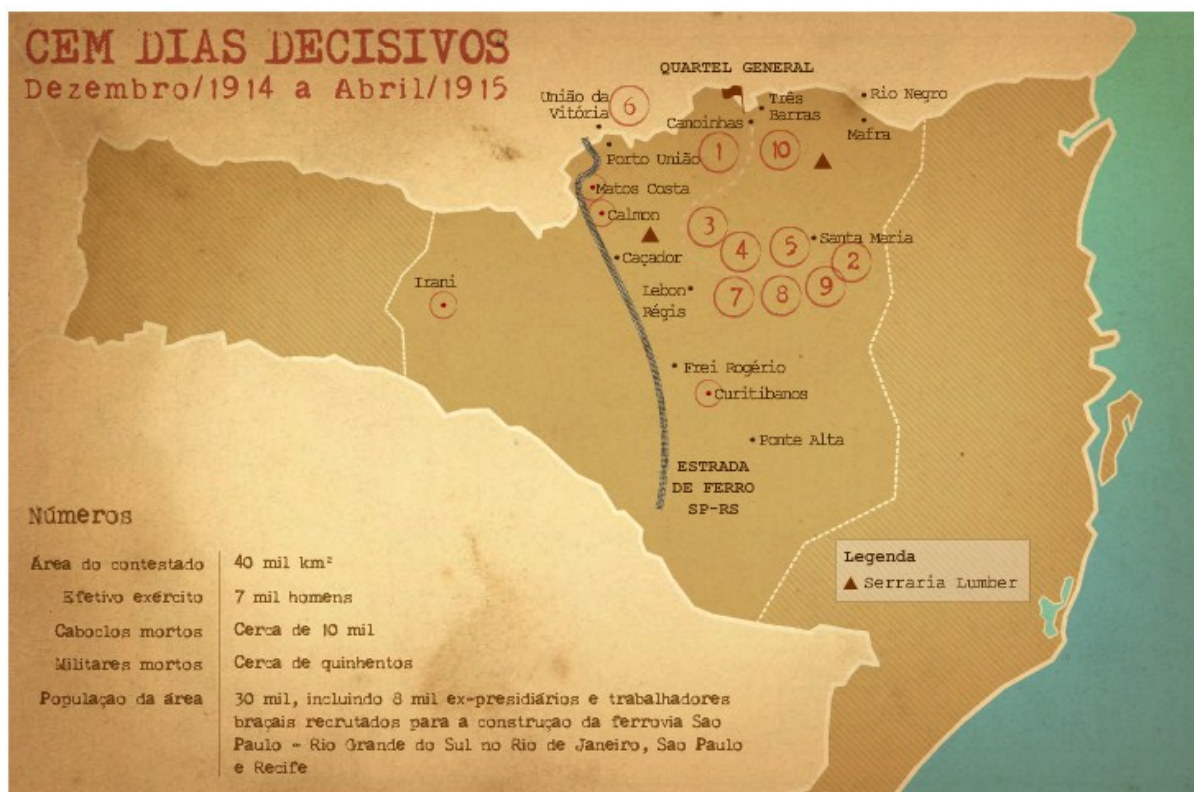 CEM DIAS DECISIVOS
Dezembro/1914 a Abril/1915
QUARTEL GENERAL
União da
Vitória
6
Três
Barras
Rio Negro
Canoinhas
Mafra
Porto União
1
10
Matos Costa
Calmon
3
4
5
Santa Maria
2
Caçador
Irani
Lebon
Régis
7
8
9
Frei Rogério
Curitibanos
Ponte Alta
ESTRADA
DE FERRO
SP-RS
Legenda
Serraria Lumber
Números
Área do contestado
40 mil km²
Efetivo exército
7 mil homens
Caboclos mortos
Cerca de 10 mil
Militares mortos
Cerca de quinhentos
População da área
30 mil, incluindo 8 mil ex-presidiários e trabalhadores
braçais recrutados para a construçao da ferrovia Sao
Paulo - Rio Grande do Sul no Rio de Janeiro, Sao Paulo
e Recife